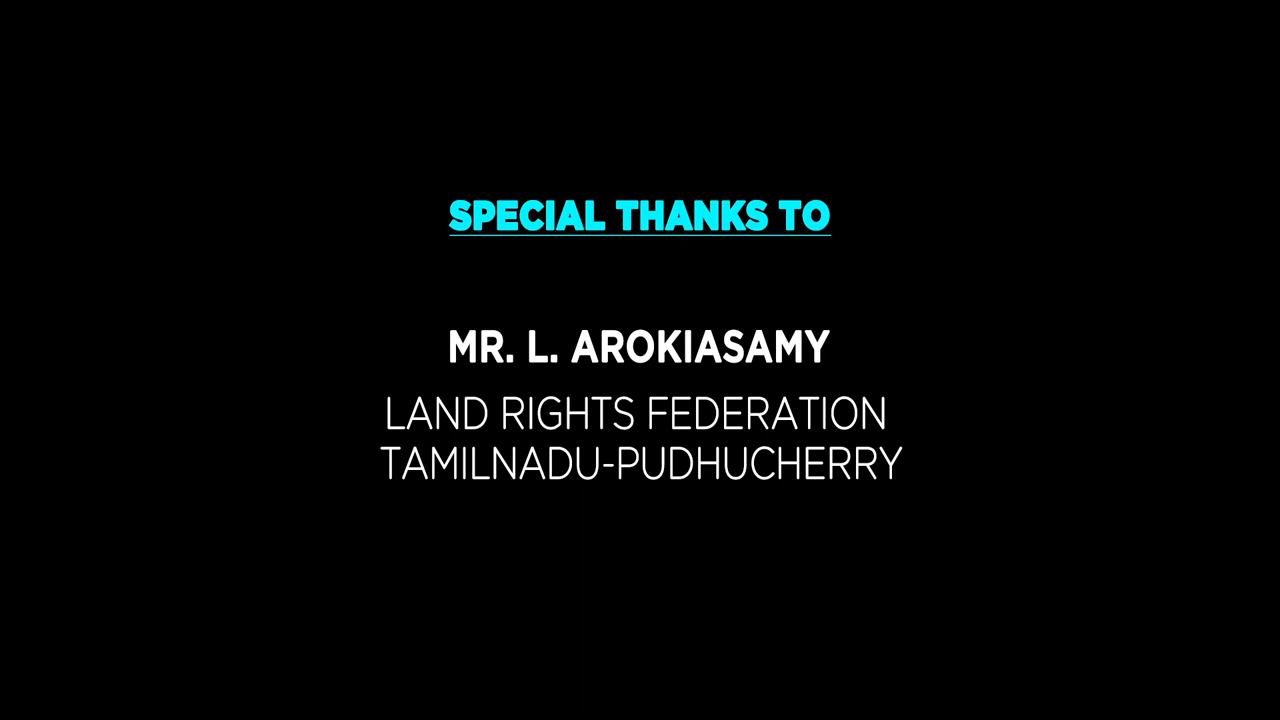 SPECIAL THANKS TO
MR. L. AROKIASAMY
LAND RIGHTS FEDERATION
TAMILNADU-PUDHUCHERRY